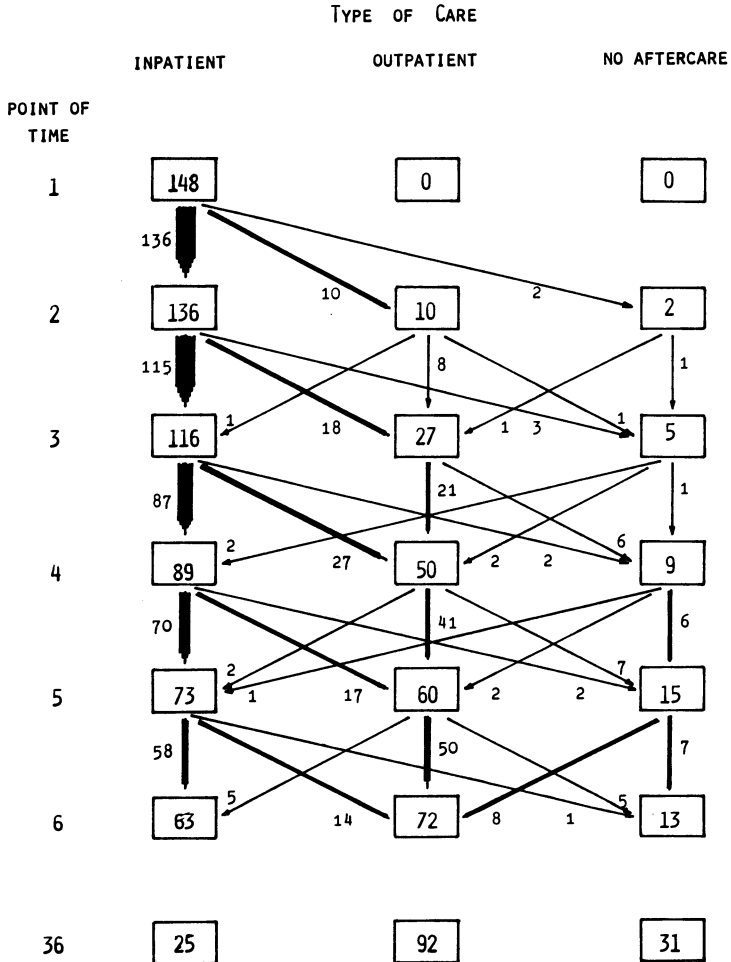 TYPE OF CARE
INPATIENT OUTPATIENT NO AFTERCARE
POINT OF
TIME
1 148 0 0
136
10 2
2 136 10 2
115 8 1
1 18 1 3 1
3 116 27 5
87 21 1
2 27 2 2 6
4 89 50 9
70 41 6
2 1 17 2 2 7
5 73 60 15
58 50 7
5 14 8 1 5
6 63 72 13
36 25 92 31